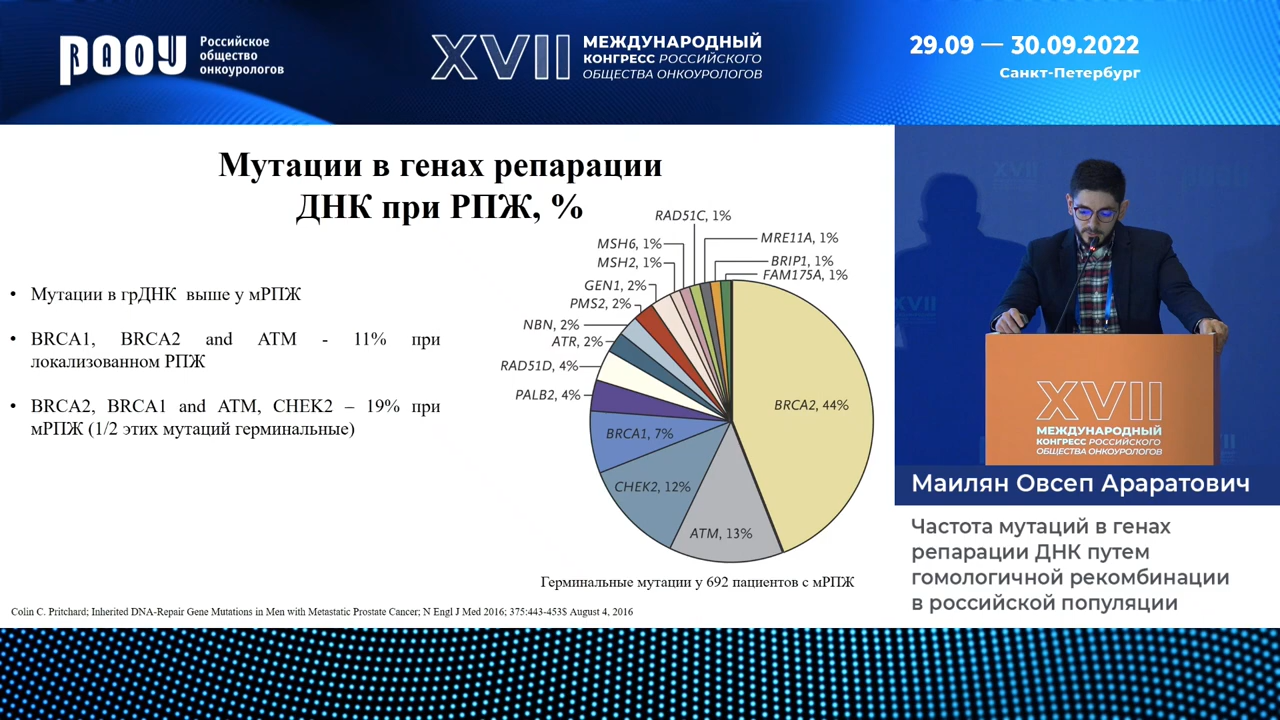 РООУ
Российское
общество
онкоурологов
XVII
МЕЖДУНАРОДНЫЙ
КОНГРЕСС РОССИЙСКОГО
ОБЩЕСТВА ОНКОУРОЛОГОВ
29.09 — 30.09.2022
Санкт-Петербург
Мутации в генах репарации
ДНК при РПЖ, %
• Мутации в грДНК выше у мРПЖ
• BRCA1, BRCA2 and ATM - 11% при
локализованном РПЖ
• BRCA2, BRCA1 and ATM, CHEK2 – 19% при
мРПЖ (1/2 этих мутаций герминальные)
RAD51C, 1%
MSH6, 1%
MRE11A, 1%
MSH2, 1%
BRIP1, 1%
FAM175A, 1%
GEN1, 2%
PMS2, 2%
NBN, 2%
ATR, 2%
RAD51D, 4%
PALB2, 4%
BRCA2, 44%
BRCA1, 7%
CHEK2, 12%
ATM, 13%
Герминальные мутации у 692 пациентов с мРПЖ
Colin C. Pritchard; Inherited DNA-Repair Gene Mutations in Men with Metastatic Prostate Cancer; N Engl J Med 2016; 375:443-453$ August 4, 2016
XVII
МЕЖДУНАРОДНЫЙ
КОНГРЕСС РОССИЙСКОГО
ОБЩЕСТВА ОНКОУРОЛОГОВ
Маилян Овсеп Араратович
Частота мутаций в генах
репарации ДНК путем
гомологичной рекомбинации
в российской популяции